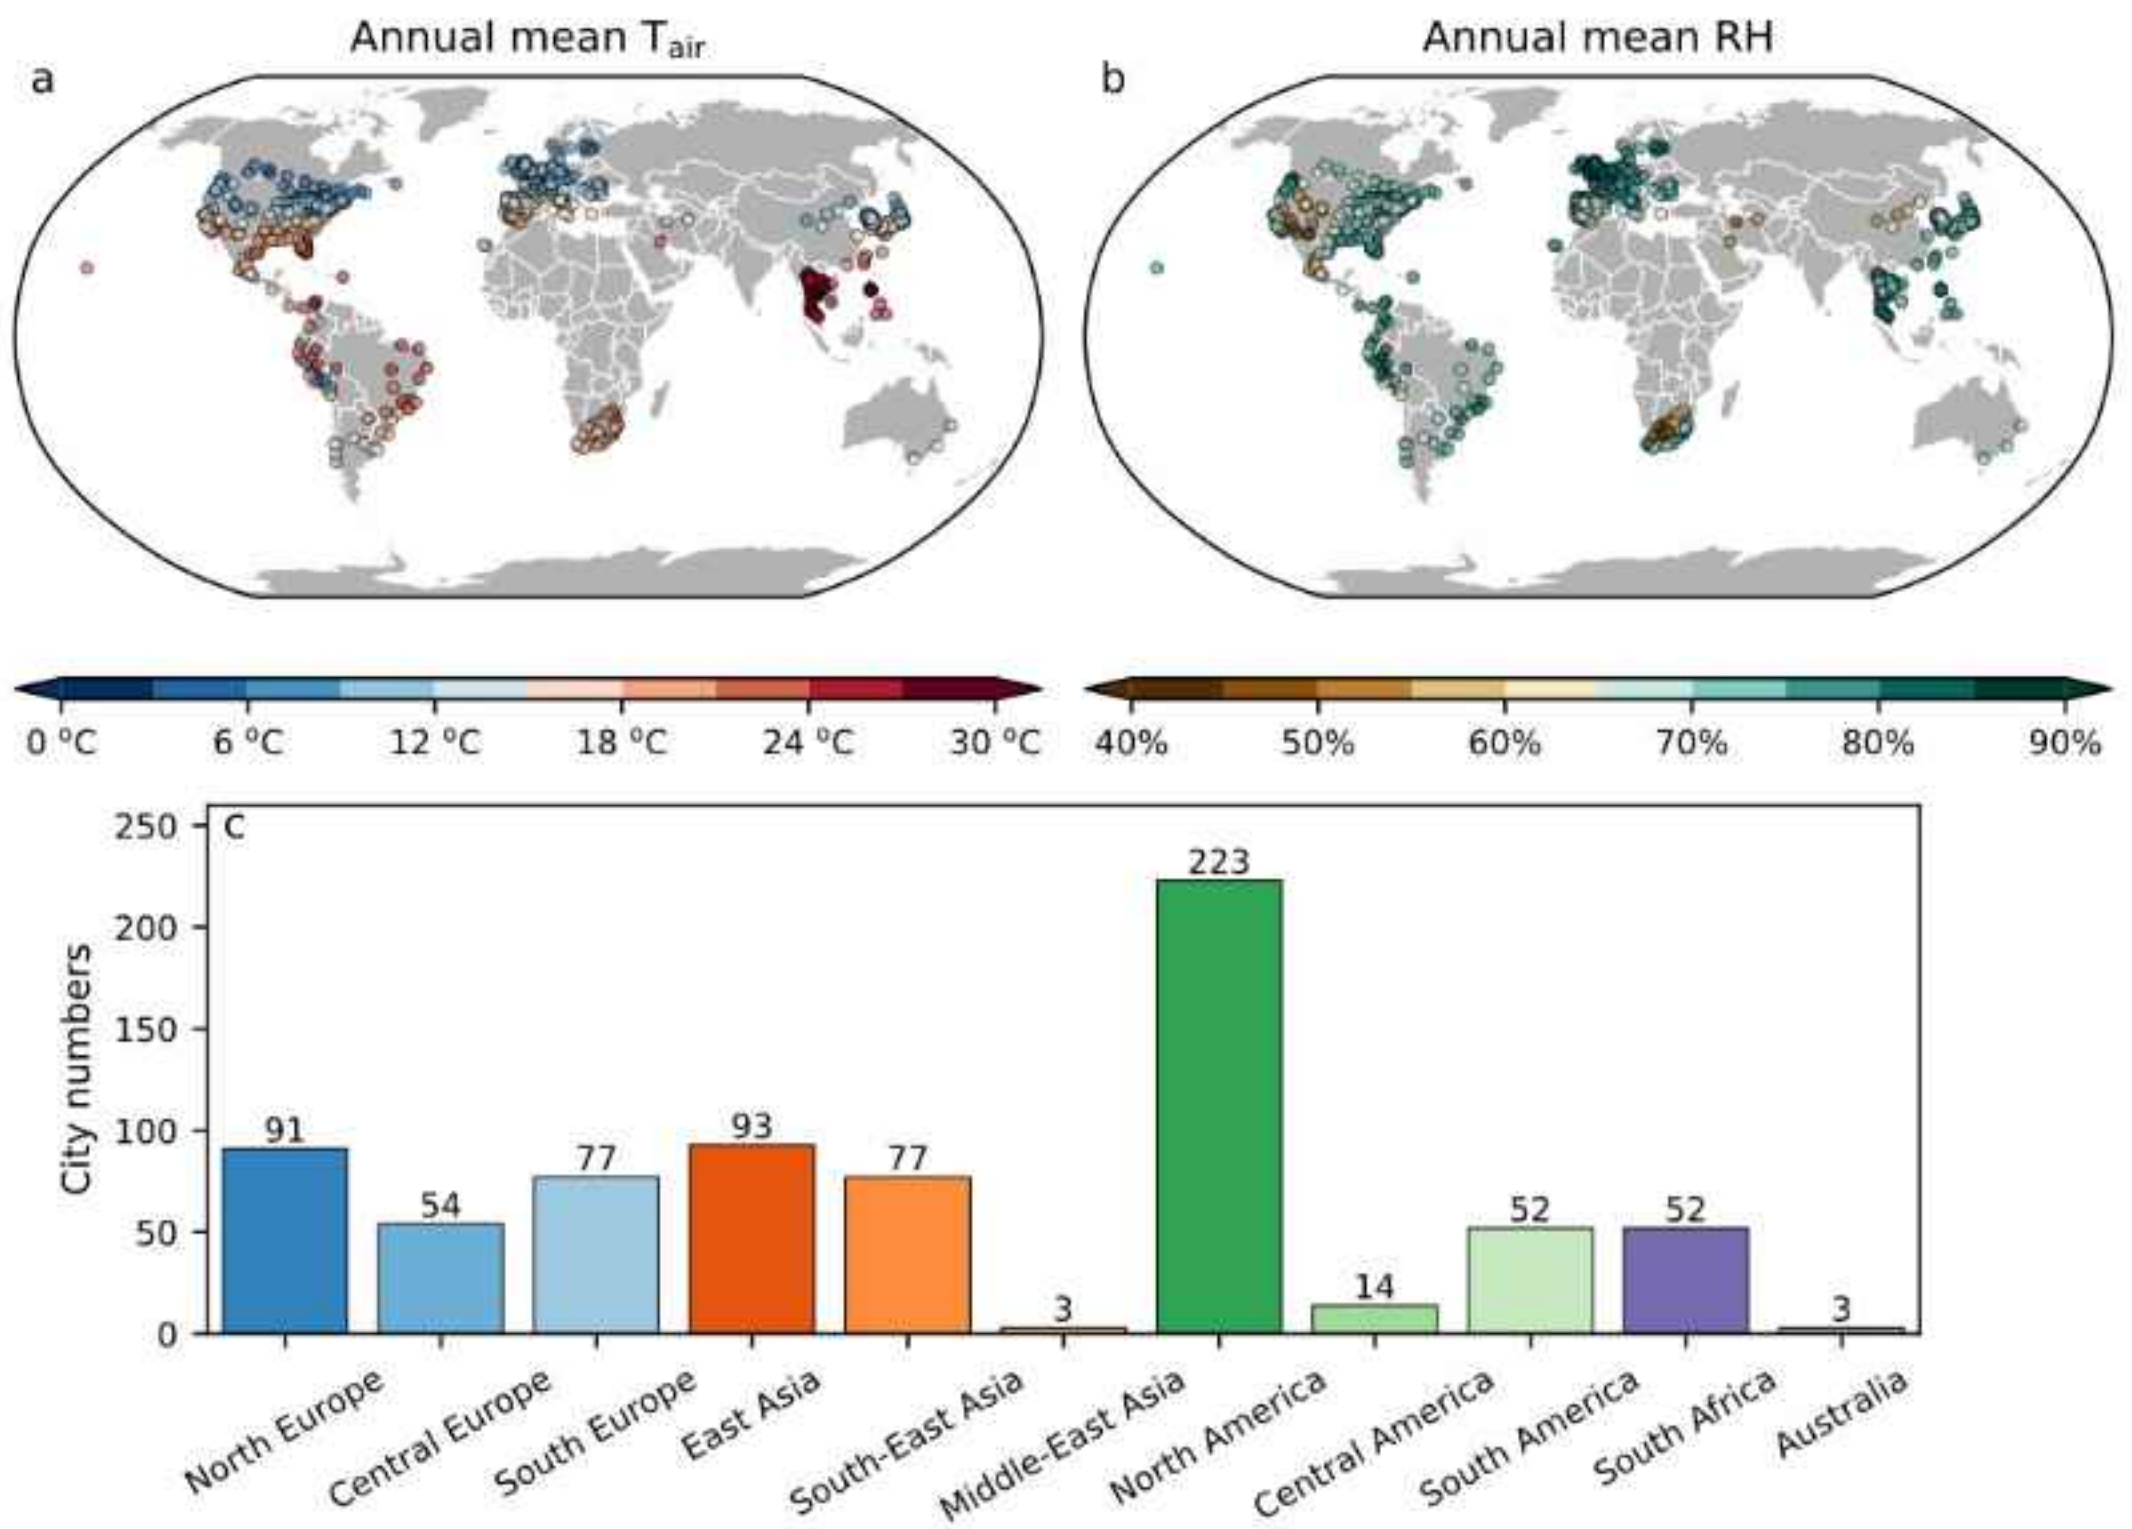 Annual mean Tair
Annual mean RH
a
b
0 °C 6 °C 12 °C 18 °C 24 °C 30 °C
40% 50% 60% 70% 80% 90%
c
City numbers
250
200
150
100
50
0
91
54
77
93
77
3
223
14
52
52
3
North Europe
Central Europe
South Europe
East Asia
South-East Asia
Middle-East Asia
North America
Central America
South America
South Africa
Australia